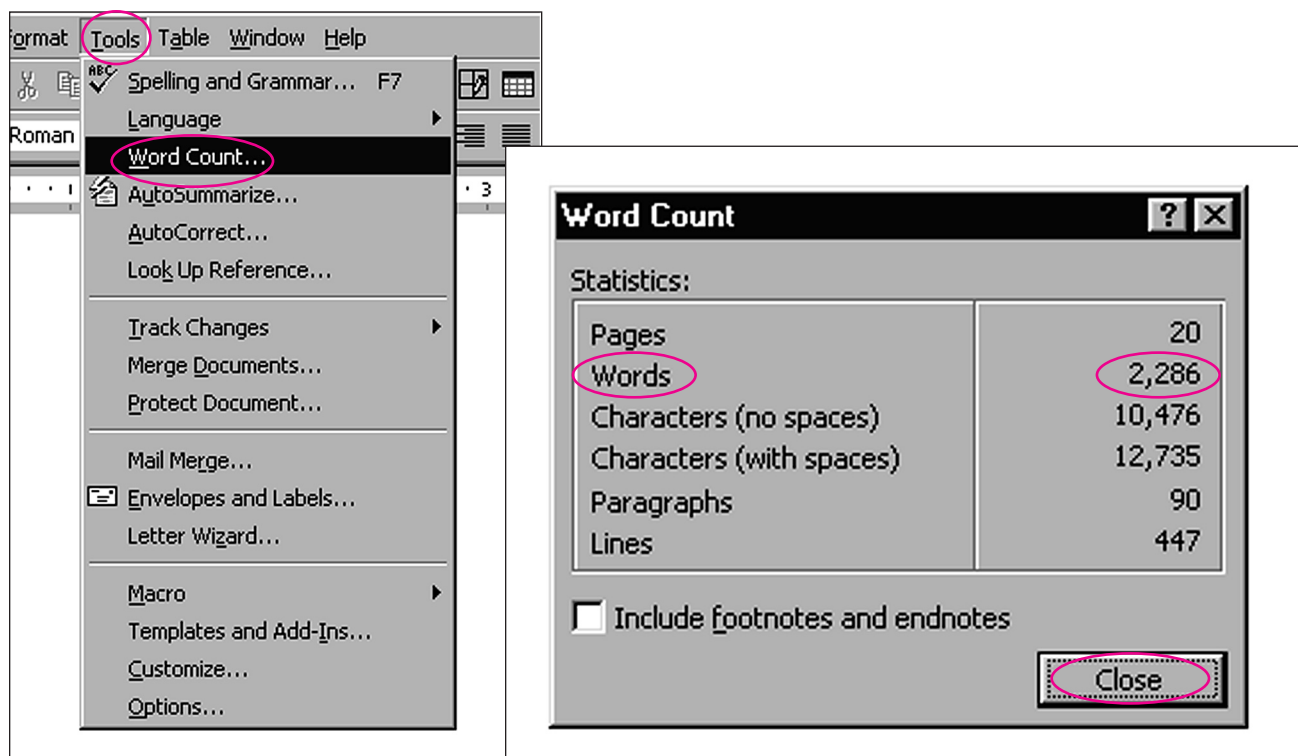 ormat Tools Table Window Help
ABC Spelling and Grammar... F7
Language
Roman
Word Count...
3
AutoSummarize...
AutoCorrect...
Look Up Reference...
Track Changes
Merge Documents...
Protect Document...
Mail Merge...
Envelopes and Labels...
Letter Wizard...
Macro
Templates and Add-Ins...
Customize...
Options...
Word Count ? X
Statistics:
Pages 20
Words 2,286
Characters (no spaces) 10,476
Characters (with spaces) 12,735
Paragraphs 90
Lines 447
Include footnotes and endnotes
Close